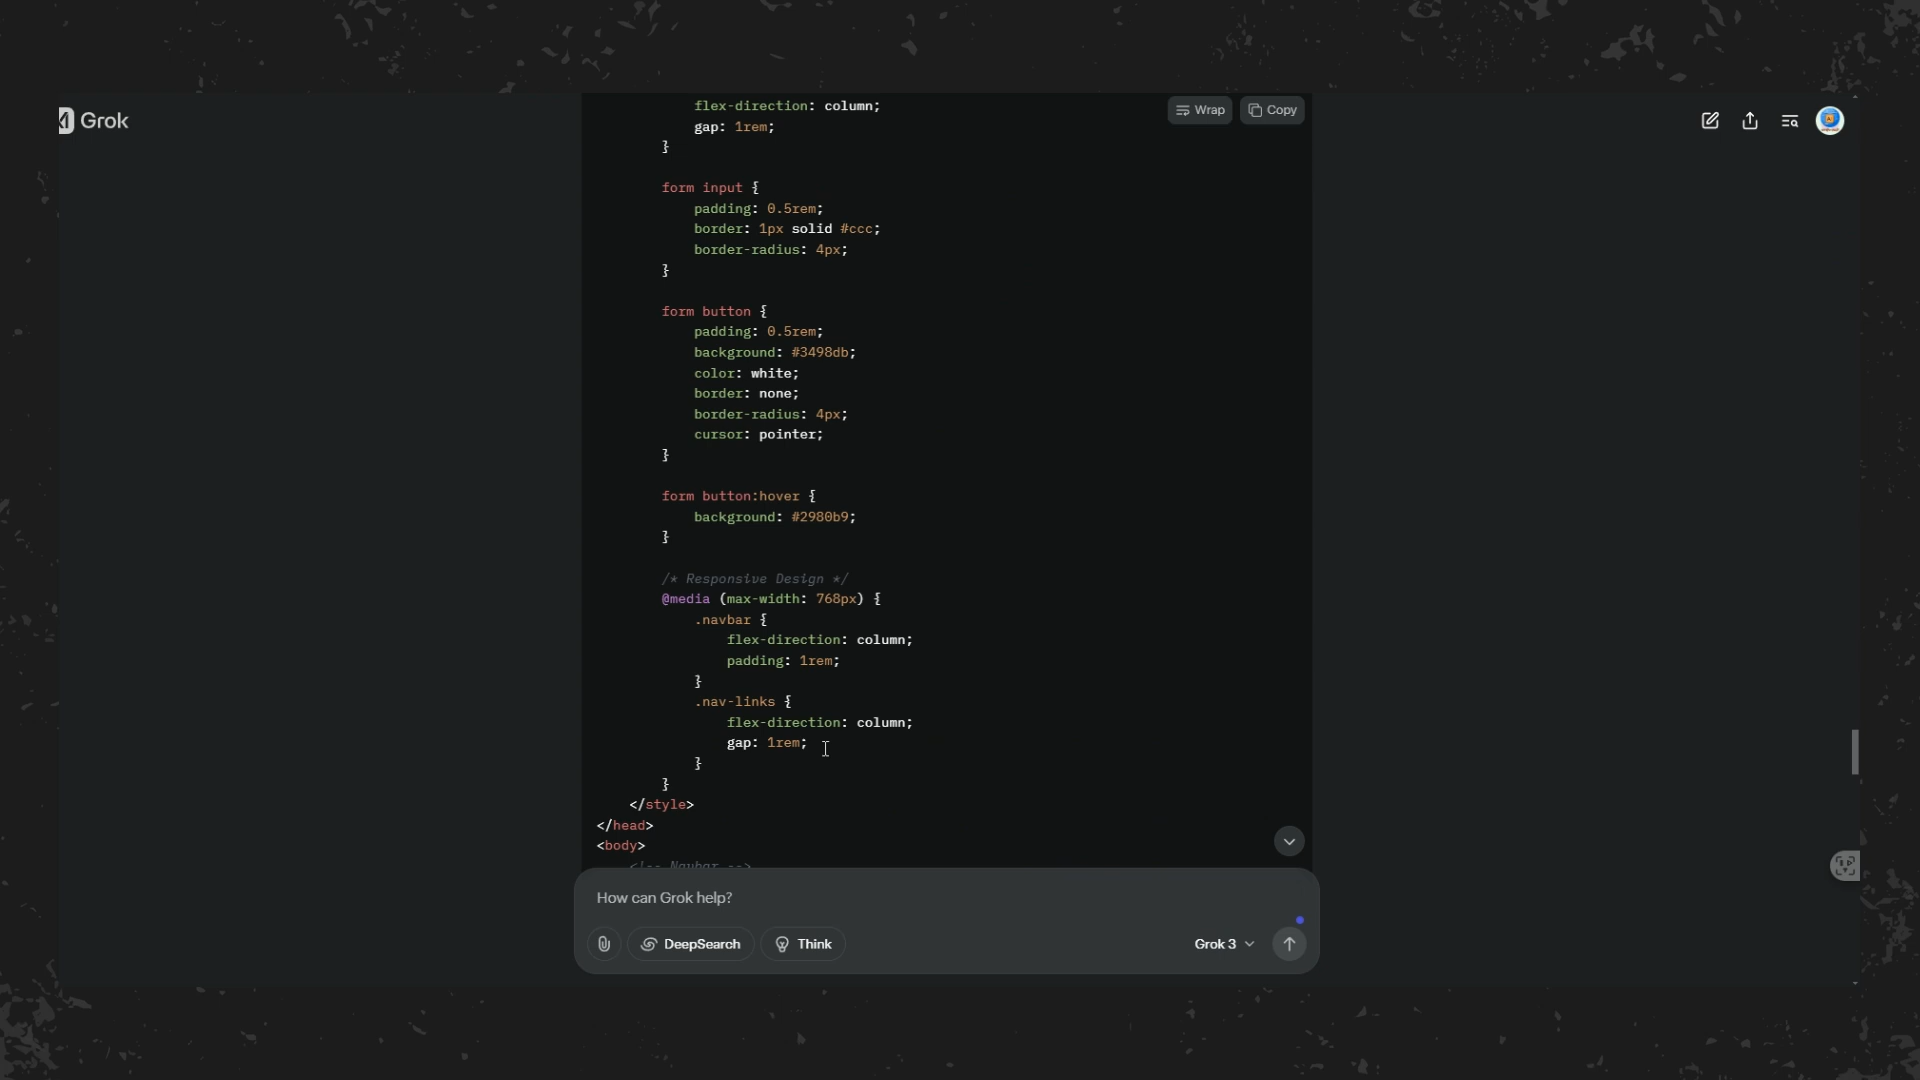 Grok
Wrap
Copy
flex-direction: column;
gap: 1rem;
}
form input {
padding: 0.5rem;
border: 1px solid #ccc;
border-radius: 4px;
}
form button {
padding: 0.5rem;
background: #3498db;
color: white;
border: none;
border-radius: 4px;
cursor: pointer;
}
form button:hover {
background: #2980b9;
}
/* Responsive Design */
@media (max-width: 768px) {
.navbar {
flex-direction: column;
padding: 1rem;
}
.nav-links {
flex-direction: column;
gap: 1rem;
}
}
</style>
</head>
<body>
<!-- Navbar -->
How can Grok help?
DeepSearch
Think
Grok 3